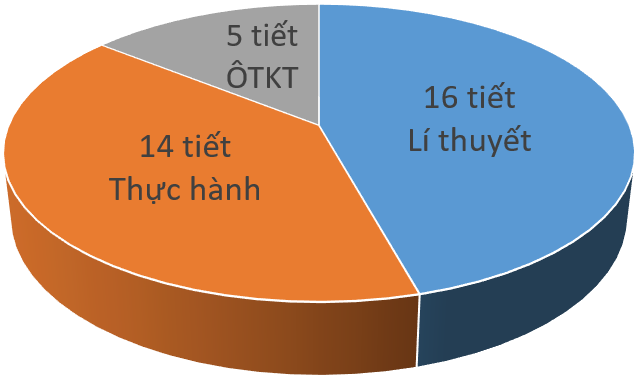 5 tiết
ÔTKT
16 tiết
Lí thuyết
14 tiết
Thực hành